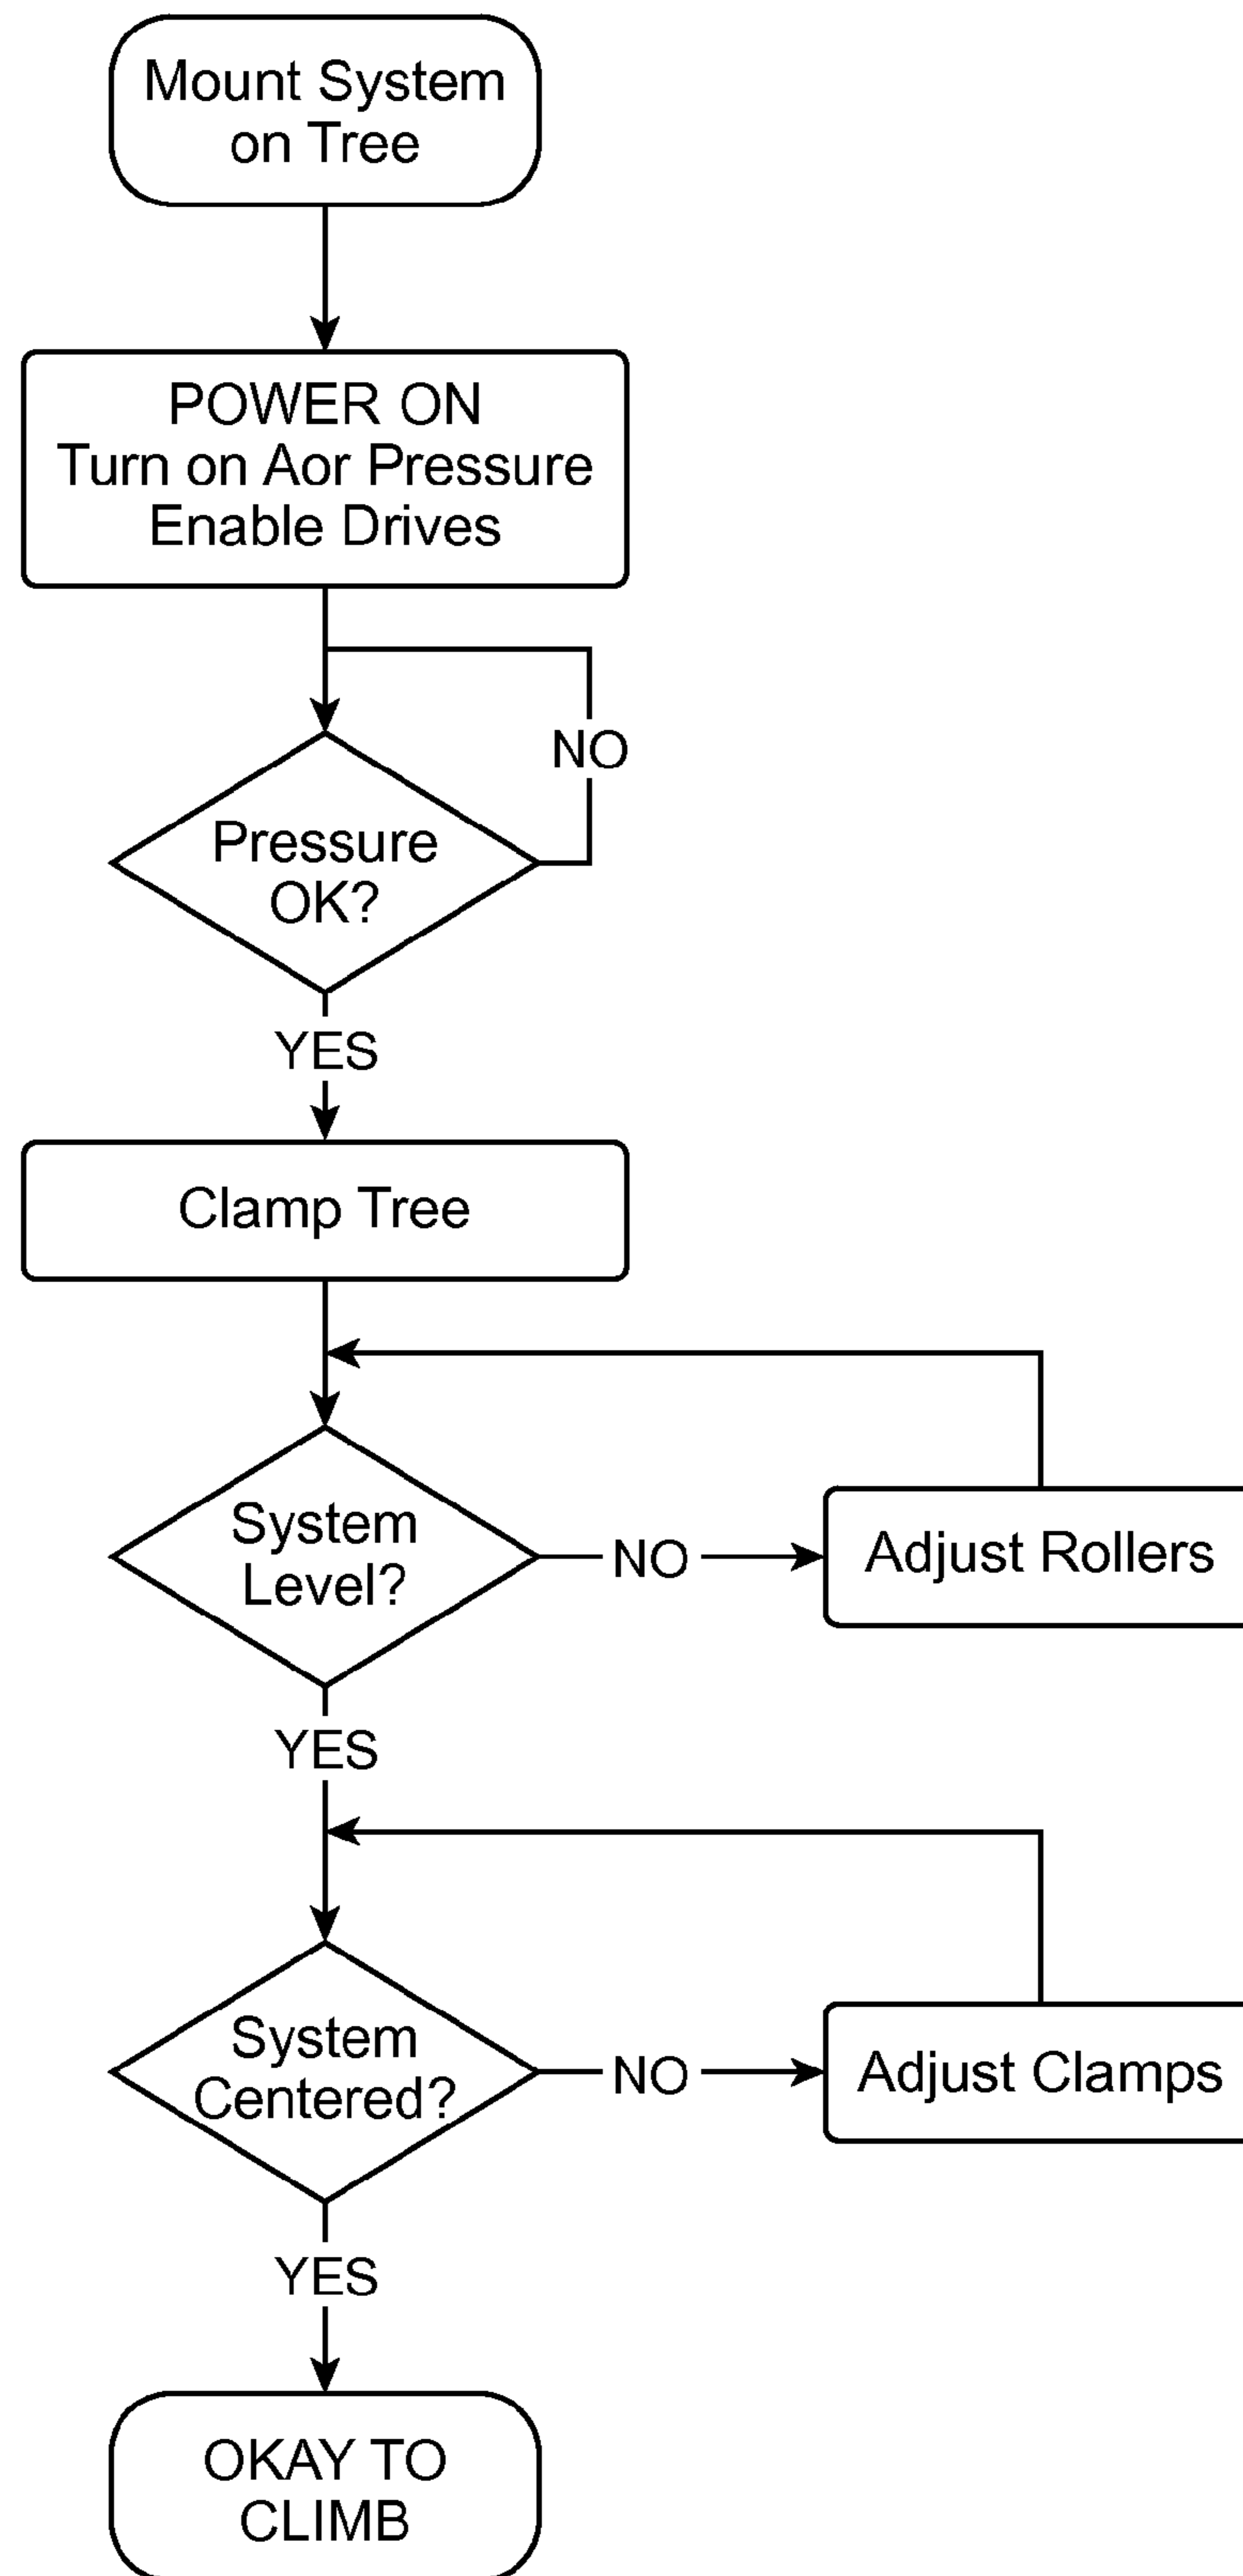 Mount System
on Tree
POWER ON
Turn on Aor Pressure
Enable Drives
NO
Pressure
OK?
YES
Clamp Tree
System
Level?
NO
Adjust Rollers
YES
System
Centered?
NO
Adjust Clamps
YES
OKAY TO
CLIMB